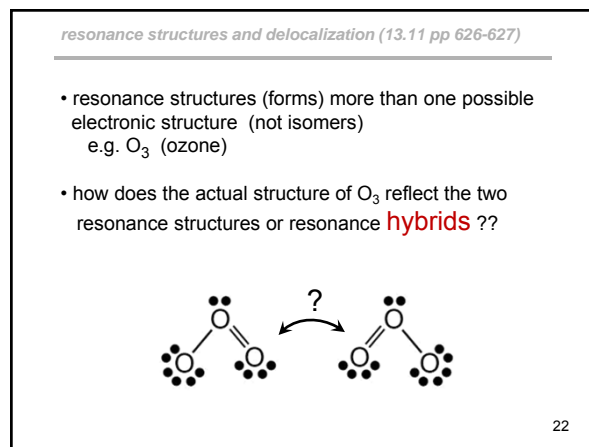 resonance structures and delocalization (13.11 pp 626-627)
• resonance structures (forms) more than one possible
electronic structure (not isomers)
e.g. O₃ (ozone)
• how does the actual structure of O₃ reflect the two
resonance structures or resonance hybrids ??
?
O O
O O O O
22